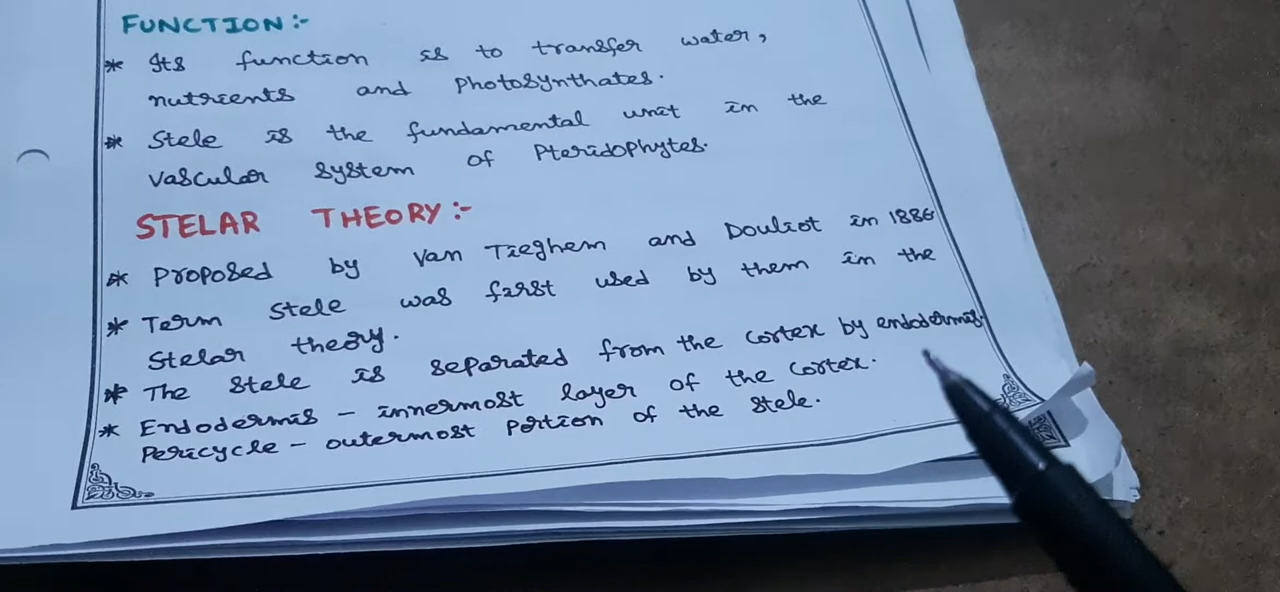 FUNCTION:-
* Its function is to transfer water,
nutrients and Photosynthates.
* Stele is the fundamental unit in the
vascular system of Pteridophytes.
STELAR THEORY:-
* Proposed by Van Tieghem and Douliot in 1886
* Term stele was first used by them in the
stelar theory.
* The stele is separated from the cortex by endodermis.
* Endodermis - innermost layer of the cortex.
Pericycle - outermost portion of the stele.